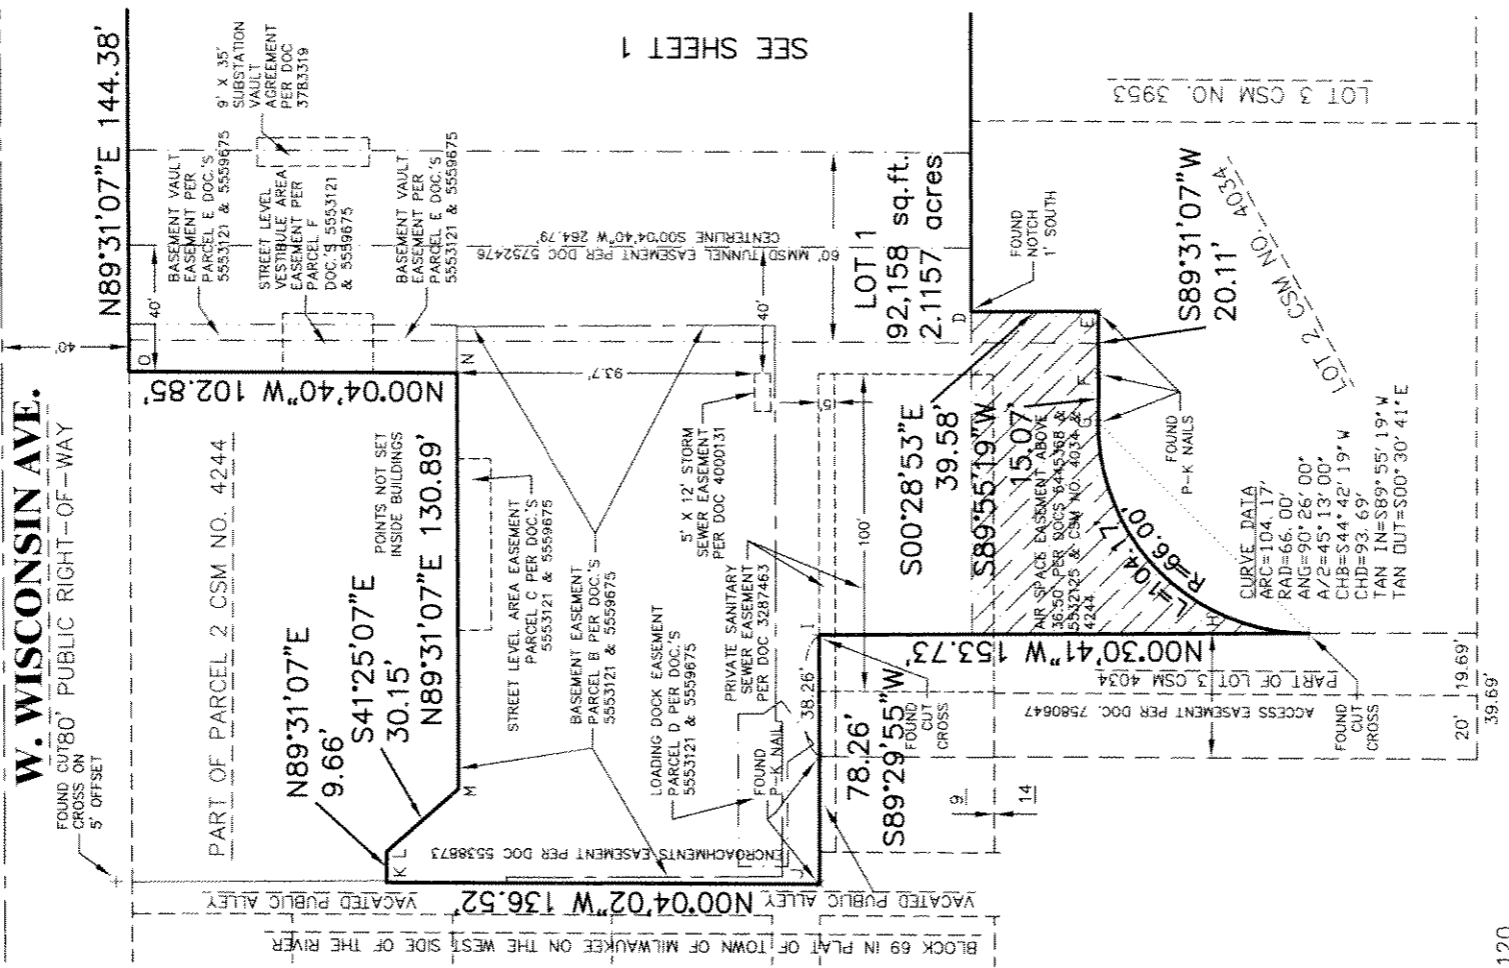 W. WISCONSIN AVE.
80' PUBLIC RIGHT-OF-WAY
FOUND CUT
CROSS ON
5' OFFSET
40'
N89°31'07"E 144.38'
PART OF PARCEL 2 CSM NO. 4244
N00°04'40"W 102.85'
O
40'
BASEMENT VAULT
EASEMENT PER
PARCEL E DOC.'S
5553121 & 5559675
9' X 35'
SUBSTATION
VAULT
AGREEMENT
PER DOC
3783319
STREET LEVEL
VESTIBULE AREA
EASEMENT PER
PARCEL F
DOC.'S 5553121
& 5559675
BASEMENT VAULT
EASEMENT PER
PARCEL E DOC.'S
5553121 & 5559675
SEE SHEET 1
N89°31'07"E
9.66'
S41°25'07"E
30.15'
N89°31'07"E 130.89'
POINTS NOT SET
INSIDE BUILDINGS
K
L
M
N
STREET LEVEL AREA EASEMENT
PARCEL C PER DOC.'S
5553121 & 5559675
93.7'
BASEMENT EASEMENT
PARCEL B PER DOC.'S
5553121 & 5559675
60' MMSD TUNNEL EASEMENT PER DOC 5752476
CENTERLINE S00°04'40"W 264.79'
LOADING DOCK EASEMENT
PARCEL D PER DOC.'S
5553121 & 5559675
5' X 12' STORM
SEWER EASEMENT
PER DOC 4000131
40'
PRIVATE SANITARY
SEWER EASEMENT
PER DOC 3287463
ENCROACHMENTS EASEMENT PER DOC 5538873
FOUND
P-K NAIL
N00°04'02"W 136.52'
VACATED PUBLIC ALLEY
VACATED PUBLIC ALLEY
BLOCK 69 IN PLAT OF TOWN OF MILWAUKEE ON THE WEST SIDE OF THE RIVER
J
I
38.26'
5'
100'
78.26'
S89°29'55"W
FOUND
CUT
CROSS
9
14
LOT 1
92,158 sq.ft.
2.1157 acres
D
FOUND
NOTCH
1' SOUTH
S00°28'53"E
39.58'
S89°55'19"W
15.07'
AIR SPACE EASEMENT ABOVE
36.50' PER DOCS 6445368 &
5532125 & CSM NO. 4034 &
4244
E
F
G
H
S89°31'07"W
20.11'
FOUND
P-K NAILS
L=104.17'
R=66.00'
N00°30'41"W 153.73'
PART OF LOT 3 CSM 4034
ACCESS EASEMENT PER DOC. 7580647
FOUND
CUT
CROSS
CURVE DATA
ARC=104.17'
RAD=66.00'
ANG=90°26'00"
A/2=45°13'00"
CHB=S44°42'19"W
CHD=93.69'
TAN IN=S89°55'19"W
TAN OUT=S00°30'41"E
LOT 2 CSM NO. 4034
LOT 3 CSM NO. 3953
20'
19.69'
39.69'
120